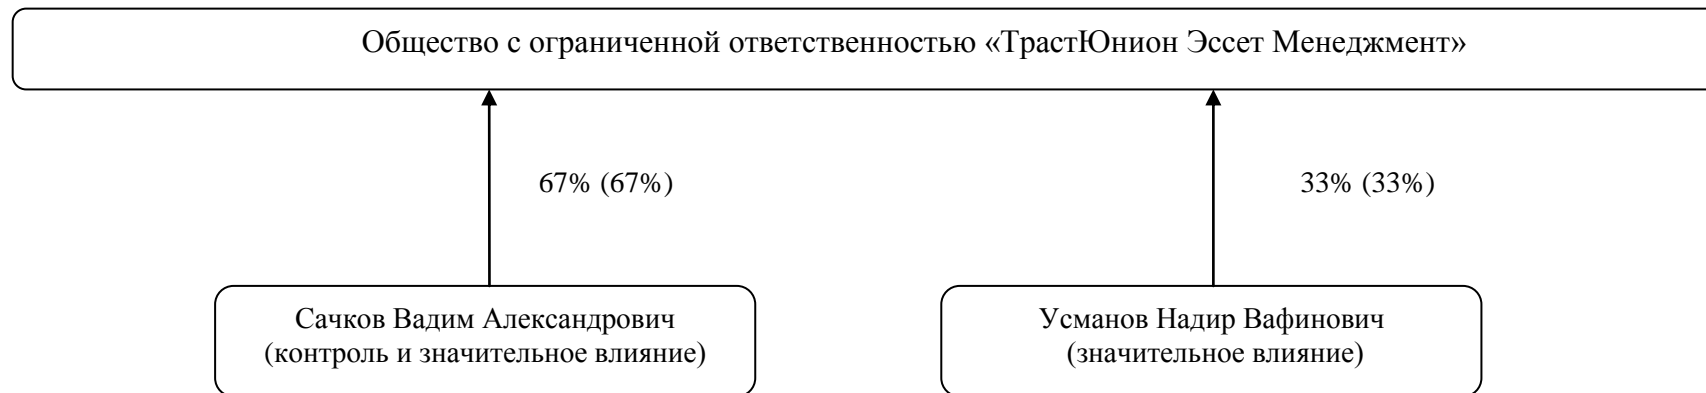 Общество с ограниченной ответственностью «ТрастЮнион Эссет Менеджмент»
67% (67%)
33% (33%)
Сачков Вадим Александрович
(контроль и значительное влияние)
Усманов Надир Вафинович
(значительное влияние)